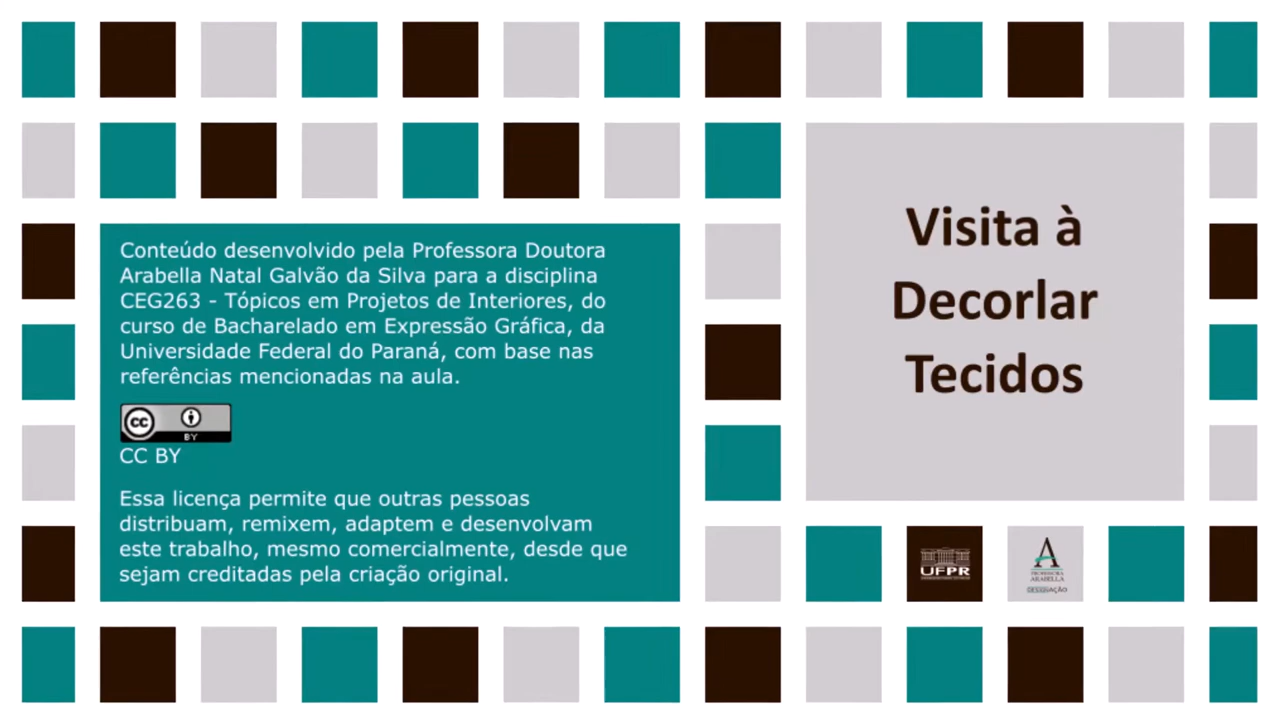 Conteúdo desenvolvido pela Professora Doutora
Arabella Natal Galvão da Silva para a disciplina
CEG263 - Tópicos em Projetos de Interiores, do
curso de Bacharelado em Expressão Gráfica, da
Universidade Federal do Paraná, com base nas
referências mencionadas na aula.
cc
BY
CC BY
Essa licença permite que outras pessoas
distribuam, remixem, adaptem e desenvolvam
este trabalho, mesmo comercialmente, desde que
sejam creditadas pela criação original.
Visita à
Decorlar
Tecidos
UFPR
A
PROFESSORA
ARABELLA